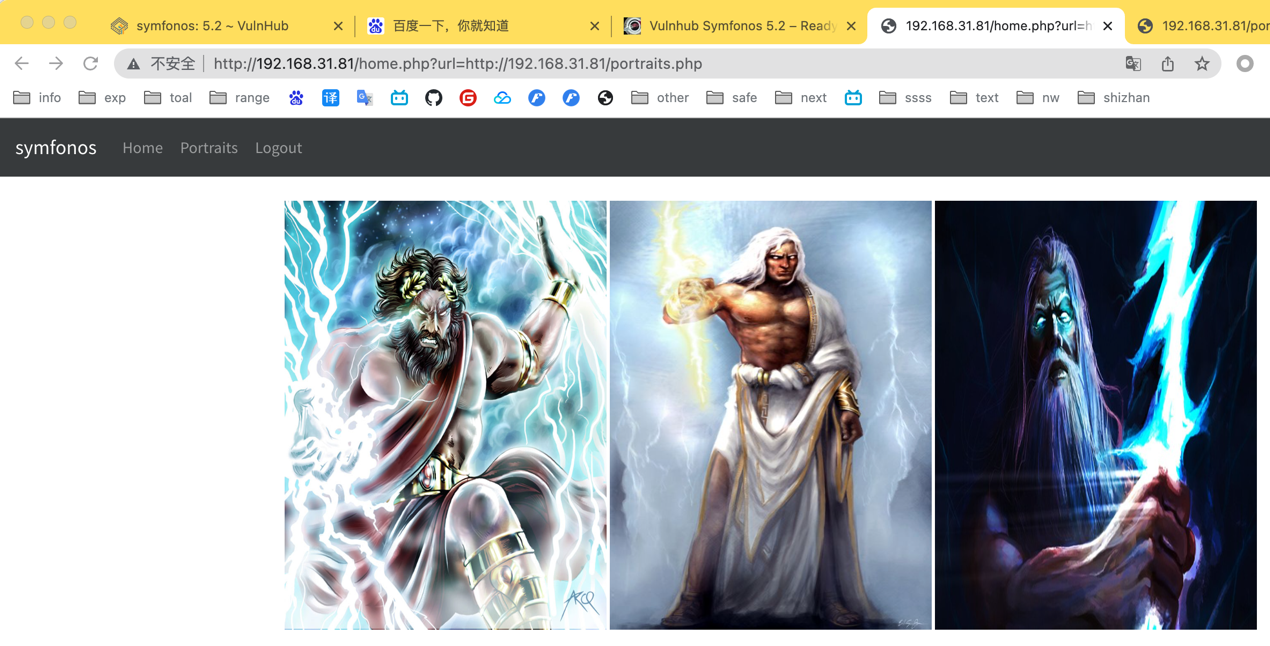 symfonos: 5.2 ~ VulnHub
百度一下，你就知道
Vulnhub Symfonos 5.2 – Ready
192.168.31.81/home.php?url=h
192.168.31.81/por
不安全
http://192.168.31.81/home.php?url=http://192.168.31.81/portraits.php
info exp toal range 译 G other safe next ssss text nw shizhan
symfonos Home Portraits Logout
ARCQ